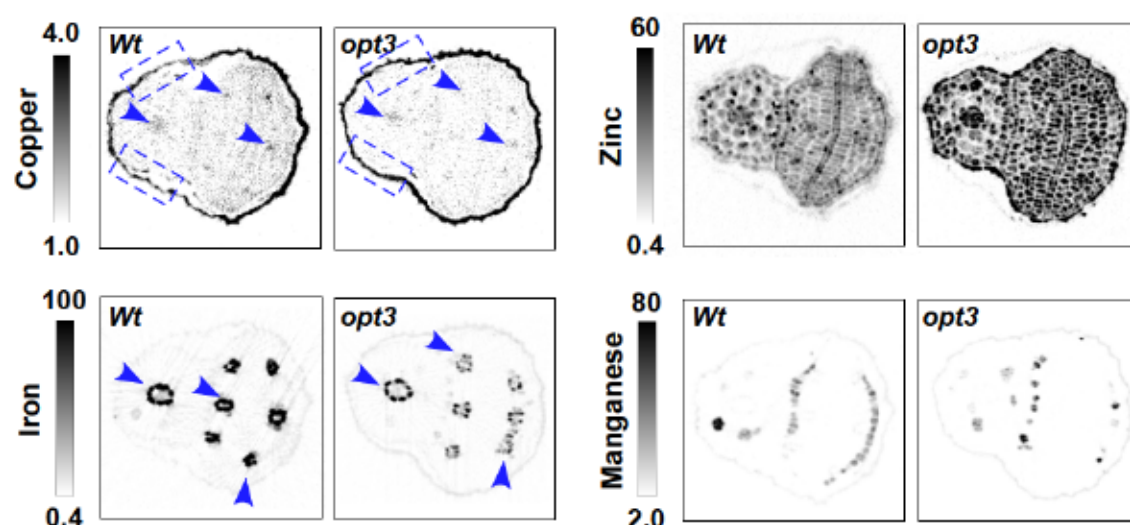 4.0
Wt
opt3
Copper
1.0
60
Wt
opt3
Zinc
0.4
100
Wt
opt3
Iron
0.4
80
Wt
opt3
Manganese
2.0